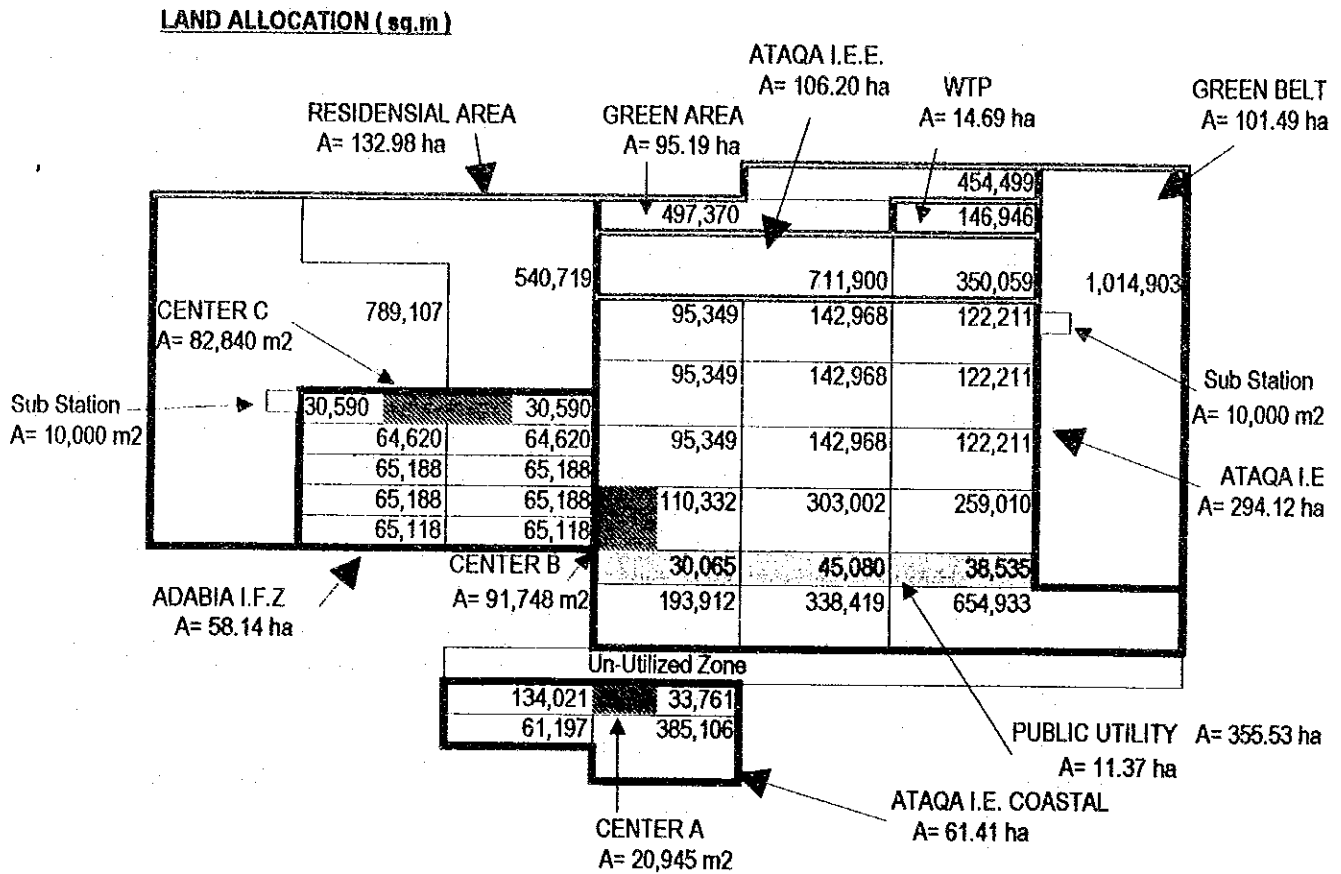 LAND ALLOCATION ( sq.m )
ATAQA I.E.E.
A= 106.20 ha
WTP
A= 14.69 ha
GREEN BELT
A= 101.49 ha
RESIDENSIAL AREA
A= 132.98 ha
GREEN AREA
A= 95.19 ha
454,499
497,370
146,946
540,719
711,900
350,059
1,014,903
CENTER C
A= 82,840 m2
789,107
95,349
142,968
122,211
95,349
142,968
122,211
Sub Station
A= 10,000 m2
Sub Station
A= 10,000 m2
30,590
30,590
64,620
64,620
95,349
142,968
122,211
65,188
65,188
ATAQA I.E
A= 294.12 ha
65,188
65,188
110,332
303,002
259,010
65,118
65,118
CENTER B
A= 91,748 m2
30,065
45,080
38,535
ADABIA I.F.Z
A= 58.14 ha
193,912
338,419
654,933
Un-Utilized Zone
134,021
33,761
61,197
385,106
PUBLIC UTILITY A= 355.53 ha
A= 11.37 ha
ATAQA I.E. COASTAL
A= 61.41 ha
CENTER A
A= 20,945 m2